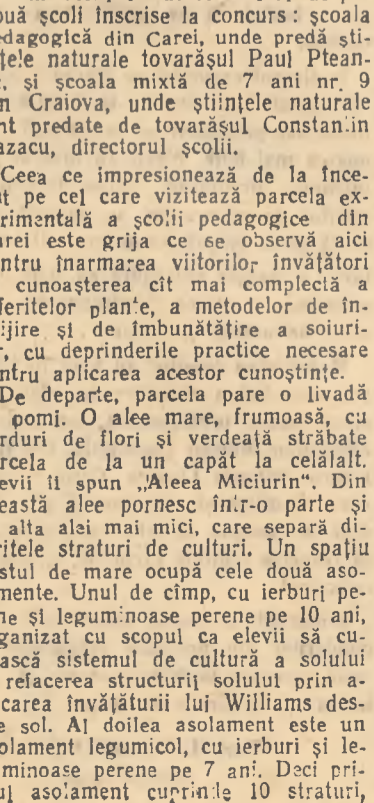 uă școli înscrise la concurs : școala
dagogică din Carei, unde predă ști-
țele naturale tovarășul Paul Ptean-
, și școala mixtă de 7 ani nr. 9
n Craiova, unde științele naturale
nt predate de tovarășul Constan.in
azacu, directorul școlii.
Ceea ce impresionează de la înce-
ut pe cel care vizitează parcela ex-
rimentală a școlii pedagogice din
arei este grija ce se observă aici
ntru înarmarea viitorilor învățători
cunoașterea cît mai complectă a
feritelor plante, a metodelor de în-
ijire și de îmbunătățire a soiuri-
r, cu deprinderile practice necesare
ntru aplicarea acestor cunoștințe.
De departe, parcela pare o livadă
pomi. O alee mare, frumoasă, cu
rduri de flori și verdeață străbate
rcela de la un capăt la celălalt.
evii îi spun „Aleea Miciurin“. Din
eastă alee pornesc într-o parte și
alta alei mai mici, care separă di-
ritele straturi de culturi. Un spațiu
stul de mare ocupă cele două aso-
mente. Unul de cîmp, cu ierburi pe-
ne și leguminoase perene pe 10 ani,
ganizat cu scopul ca elevii să cu-
ască sistemul de cultură a solului
refacerea structurii solului prin a-
carea învățăturii lui Williams des-
e sol. Al doilea asolament este un
olament legumicol, cu ierburi și le-
minoase perene pe 7 ani. Deci pri-
ul asolament cuprinde 10 straturi,